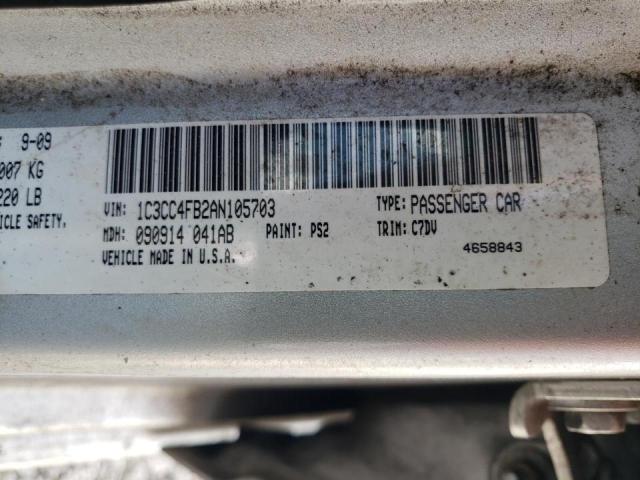 9-09
007 KG
220 LB
ICLE SAFETY,
VIN: 1C3CC4FB2AN105703 TYPE: PASSENGER CAR
MDH: 090914 041AB PAINT: PS2 TRIM: C7DV
VEHICLE MADE IN U.S.A. 4658843